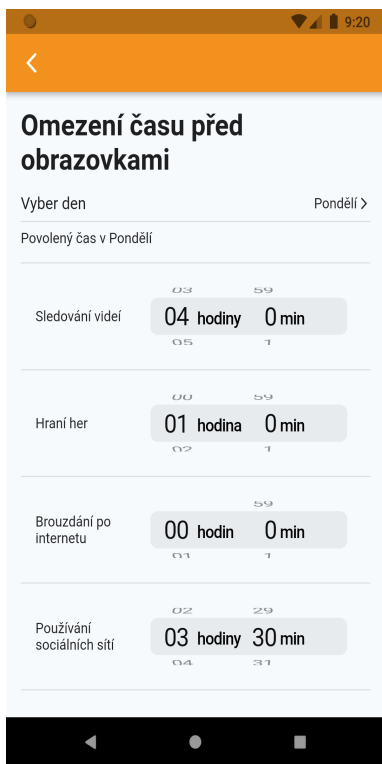 9:20
Omezení času před
obrazovkami
Vyber den Pondělí
Povolený čas v Pondělí
03 59
Sledování videí 04 hodiny 0 min
05 1
00 59
Hraní her 01 hodina 0 min
02 1
59
Brouzdání po
internetu
00 hodin 0 min
01 1
02 29
Používání
sociálních sítí
03 hodiny 30 min
04 31